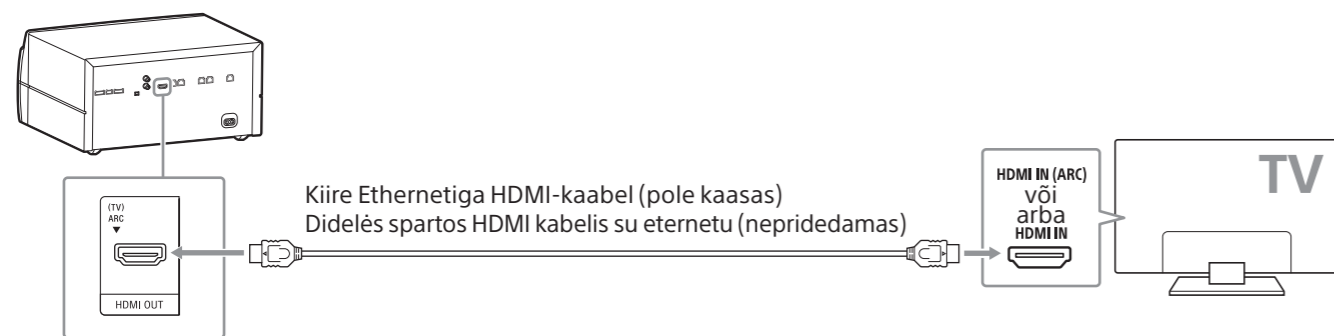 (TV)
ARC
HDMI OUT
Kiire Ethernetiga HDMI-kaabel (pole kaasas)
Didelės spartos HDMI kabelis su eternetu (nepridedamas)
HDMI IN (ARC)
või
arba
HDMI IN
TV